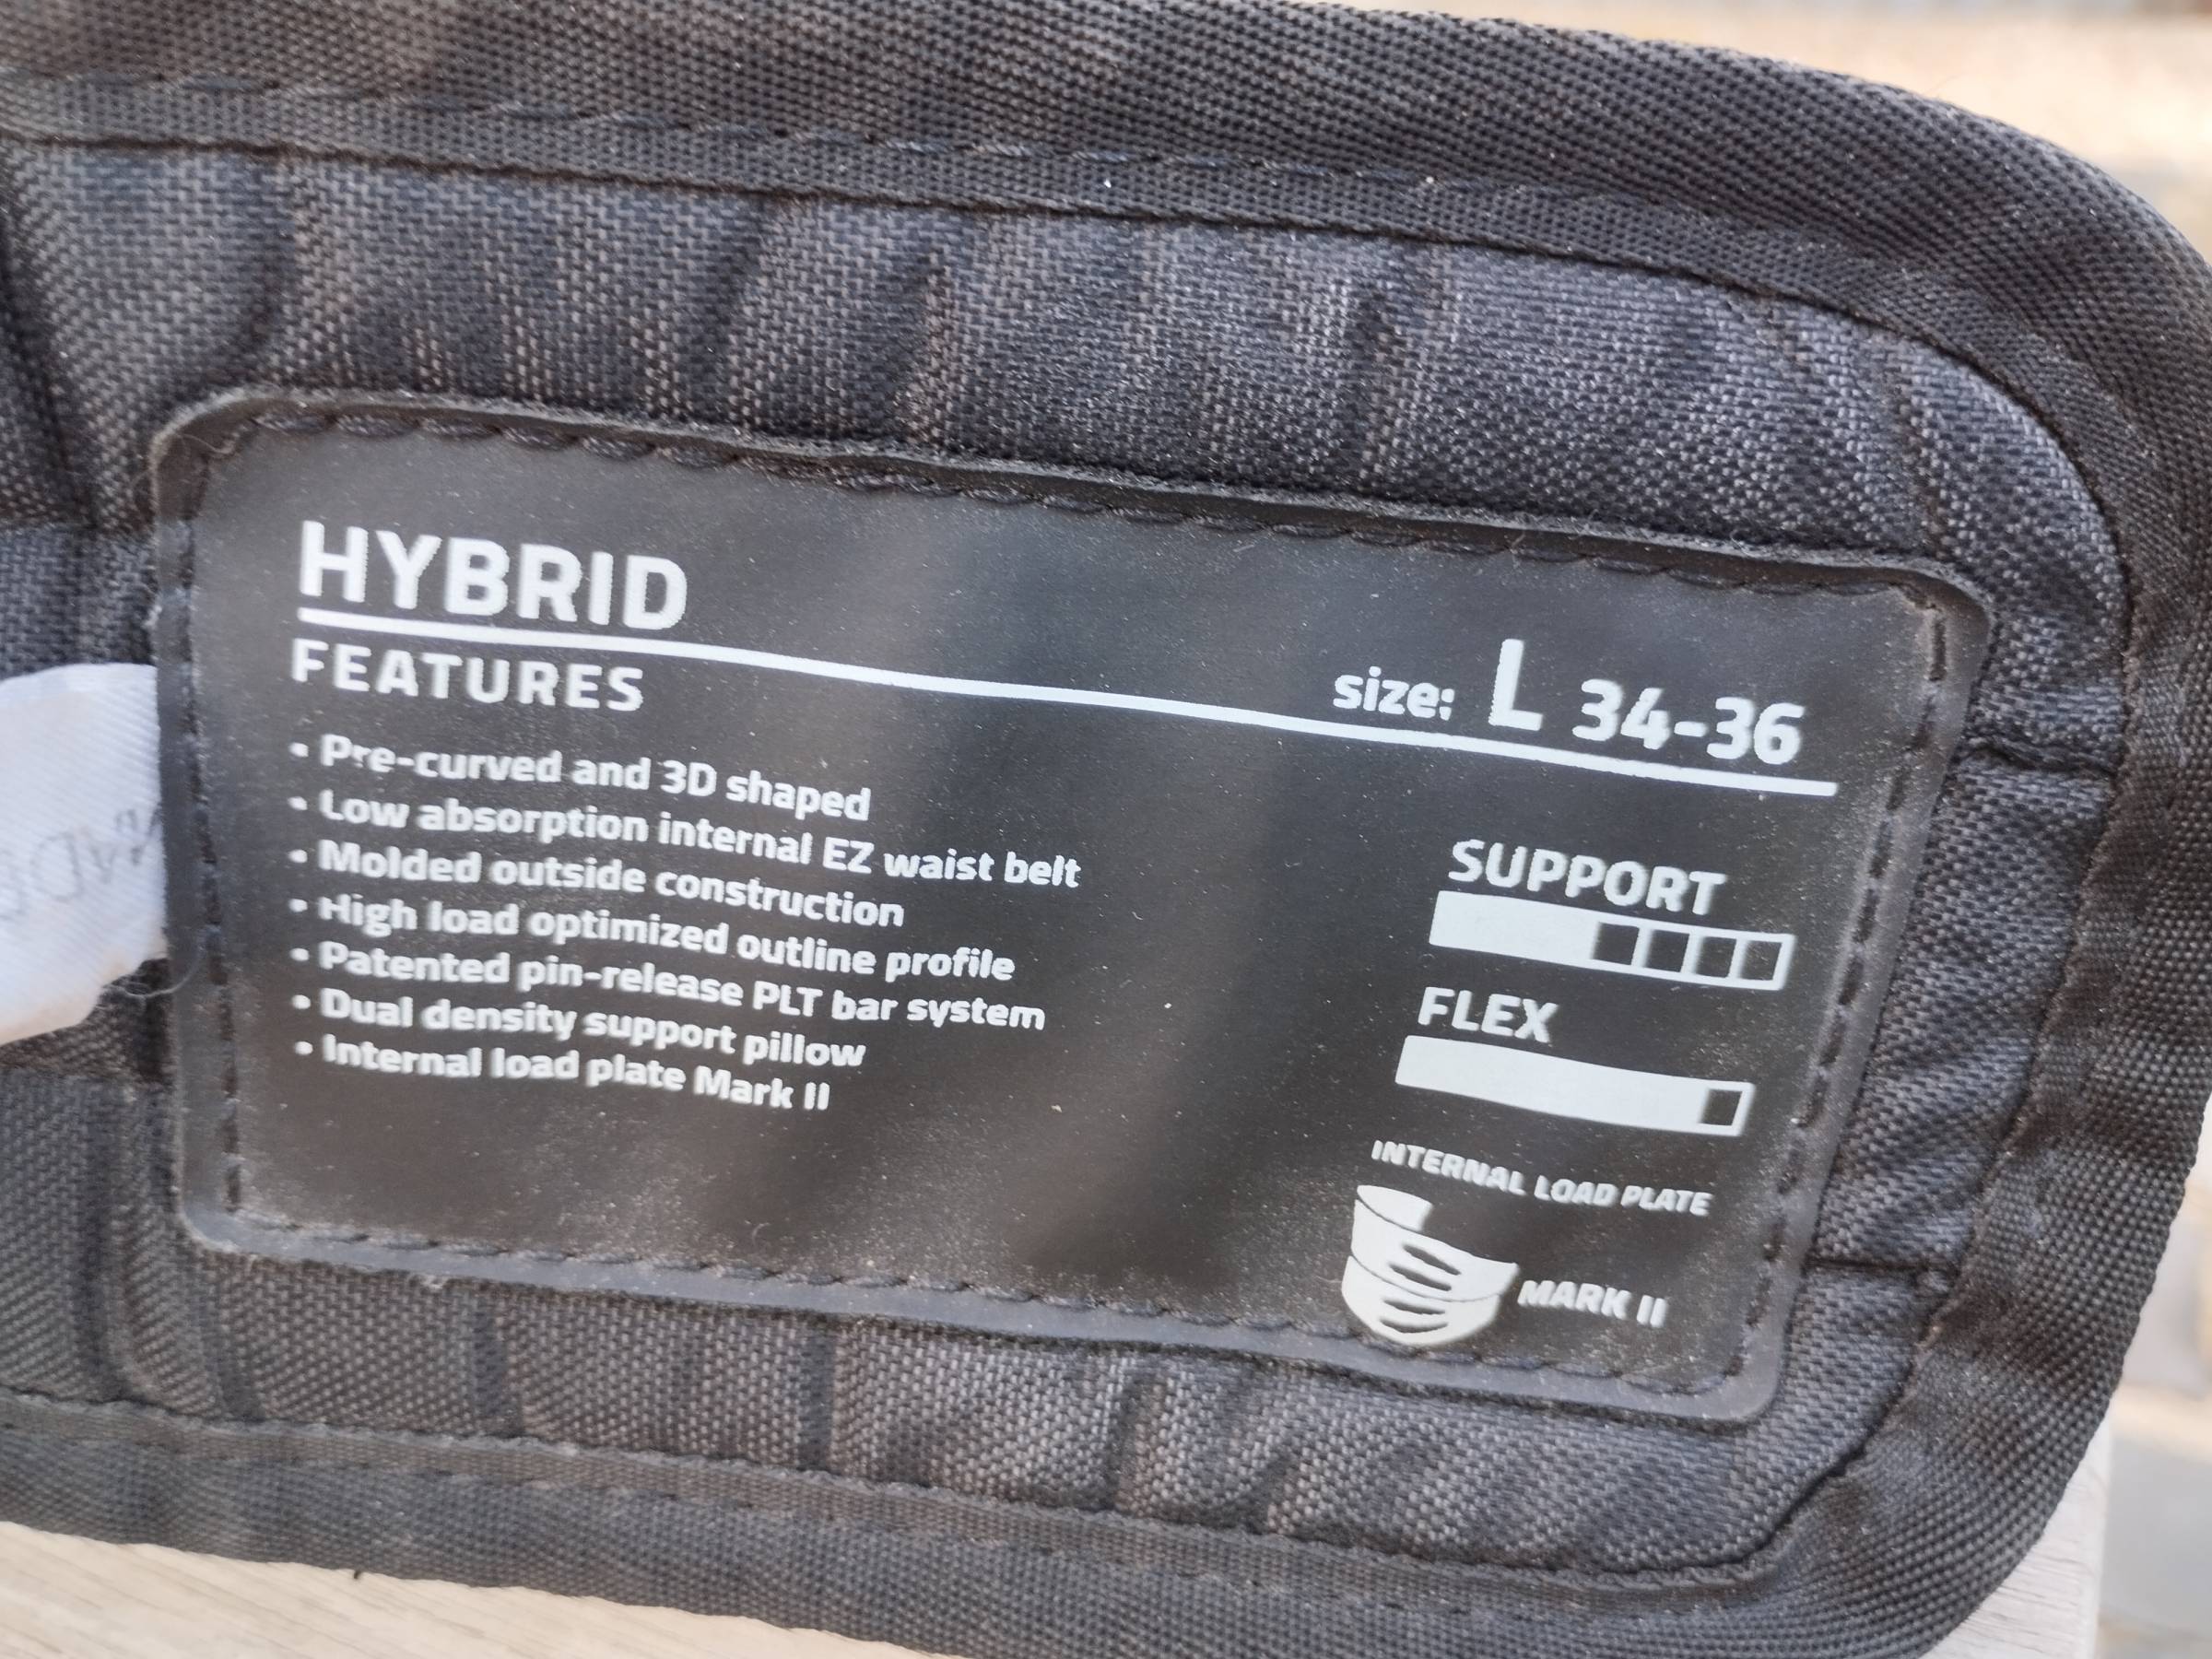 HYBRID
FEATURES
size: L 34-36
• Pre-curved and 3D shaped
• Low absorption internal EZ waist belt
• Molded outside construction
• High load optimized outline profile
• Patented pin-release PLT bar system
• Dual density support pillow
• Internal load plate Mark II
SUPPORT
FLEX
INTERNAL LOAD PLATE
MARK II